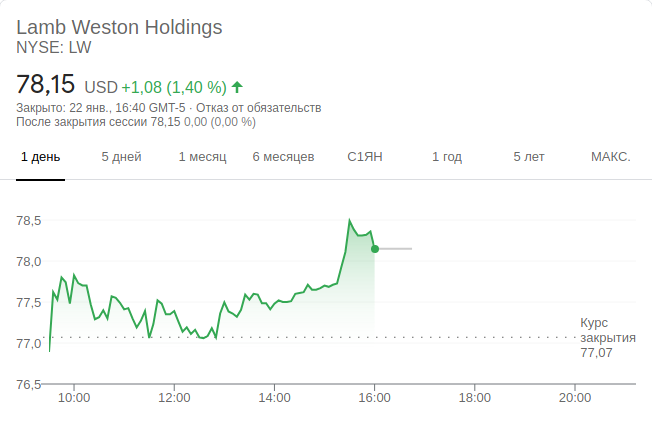 Lamb Weston Holdings
NYSE: LW
78,15 USD +1,08 (1,40 %)
Закрыто: 22 янв., 16:40 GMT-5 · Отказ от обязательств
После закрытия сессии 78,15 0,00 (0,00 %)
1 день 5 дней 1 месяц 6 месяцев С1ЯН 1 год 5 лет МАКС.
78,5
78,0
77,5
77,0
Курс
закрытия
77,07
76,5
10:00 12:00 14:00 16:00 18:00 20:00